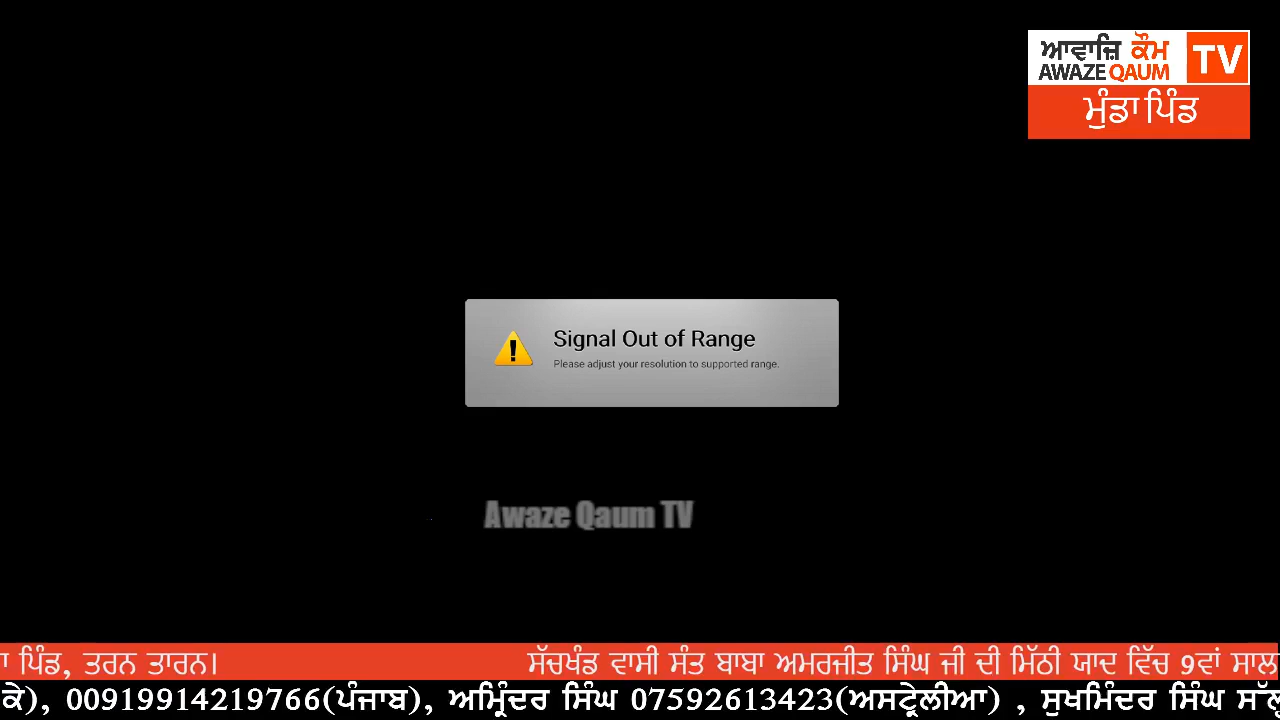 ਆਵਾਜ਼ਿ ਕੌਮ
AWAZE QAUM TV
ਮੁੰਡਾ ਪਿੰਡ
Signal Out of Range
Please adjust your resolution to supported range.
Awaze Qaum TV
ਪਿੰਡ, ਤਰਨ ਤਾਰਨ। ਸੱਚਖੰਡ ਵਾਸੀ ਸੰਤ ਬਾਬਾ ਅਮਰਜੀਤ ਸਿੰਘ ਜੀ ਦੀ ਮਿੱਠੀ ਯਾਦ ਵਿੱਚ 9ਵਾਂ ਸਾਲ
ਕੇ), 00919914219766(ਪੰਜਾਬ), ਅਮ੍ਰਿੰਦਰ ਸਿੰਘ 07592613423(ਅਸਟ੍ਰੇਲੀਆ) , ਸੁਖਮਿੰਦਰ ਸਿੰਘ